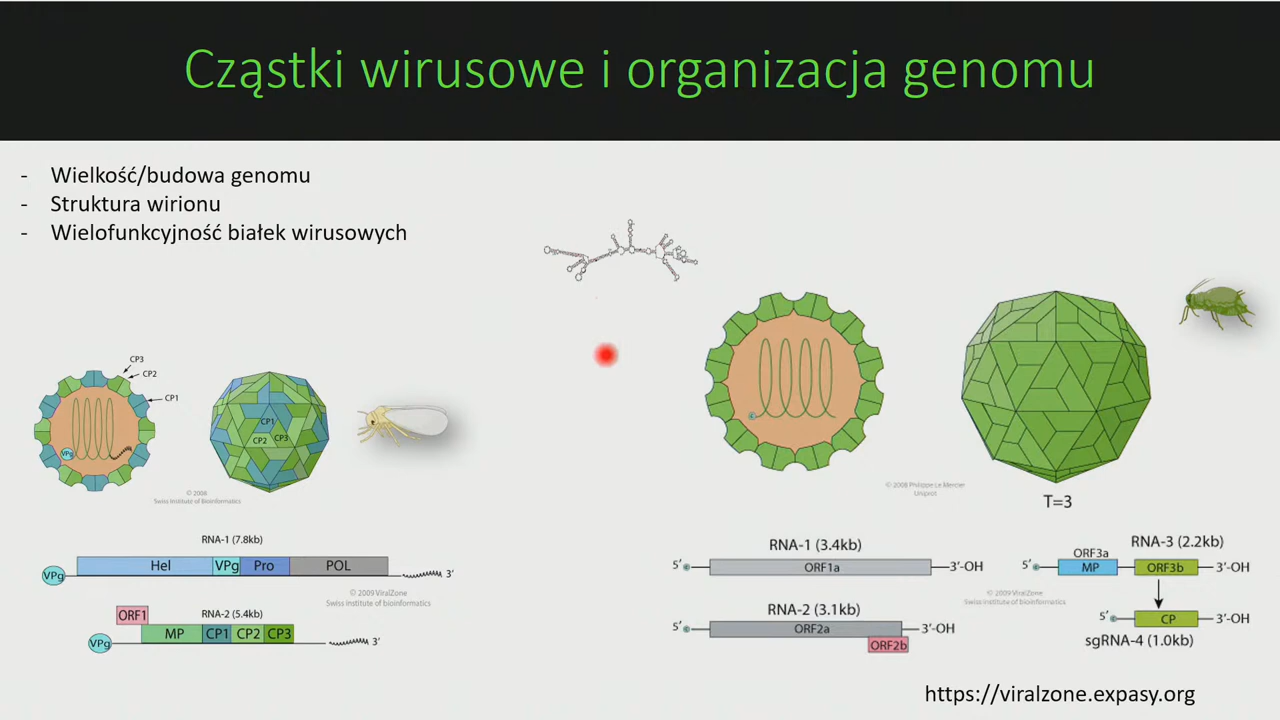 Cząstki wirusowe i organizacja genomu
- Wielkość/budowa genomu
- Struktura wirionu
- Wielofunkcyjność białek wirusowych
CP3
CP2
CP1
VPg
CP1
CP2 CP3
© 2008
Swiss Institute of Bioinformatics
RNA-1 (7.8kb)
VPg Hel VPg Pro POL 3′
© 2009 ViralZone
Swiss institute of bioinformatics
ORF1 RNA-2 (5.4kb)
VPg MP CP1 CP2 CP3 3′
© 2008 Philippe Le Mercier
Uniprot
T=3
RNA-1 (3.4kb)
5′ ORF1a 3′-OH
RNA-2 (3.1kb)
5′ ORF2a 3′-OH
ORF2b
© 2009 ViralZone
Swiss institute of bioinformatics
RNA-3 (2.2kb)
ORF3a
5′ MP ORF3b 3′-OH
5′ CP 3′-OH
sgRNA-4 (1.0kb)
https://viralzone.expasy.org